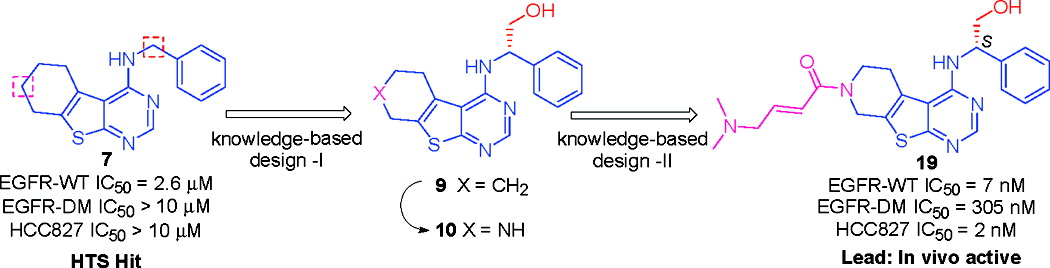 HN
N
N
S
7
EGFR-WT IC50 = 2.6 μM
EGFR-DM IC50 > 10 μM
HCC827 IC50 > 10 μM
HTS Hit
knowledge-based
design -I
OH
HN
X
N
N
S
9 X = CH2
10 X = NH
knowledge-based
design -II
OH
S
HN
O
N
N
N
N
S
19
EGFR-WT IC50 = 7 nM
EGFR-DM IC50 = 305 nM
HCC827 IC50 = 2 nM
Lead: In vivo active